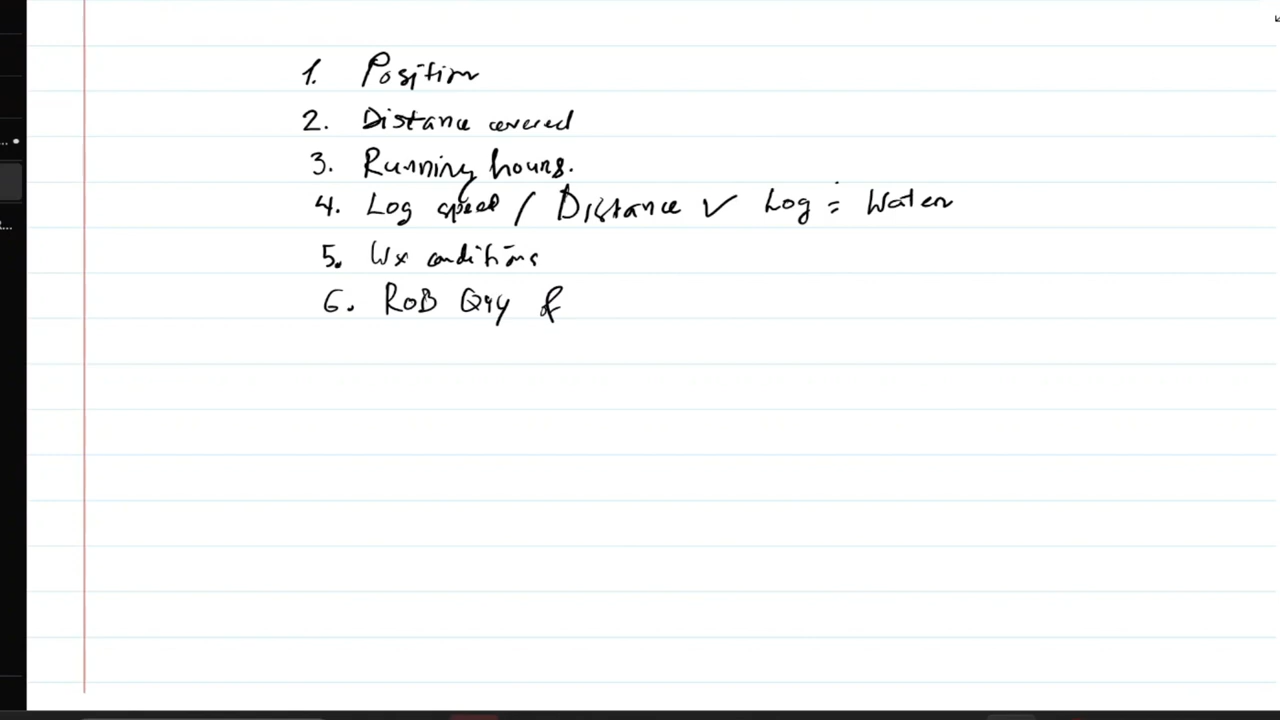 1. Position
2. Distance covered
3. Running hours.
4. Log speed / Distance ✓ Log = Water
5. Wx conditions
6. ROB Qty &